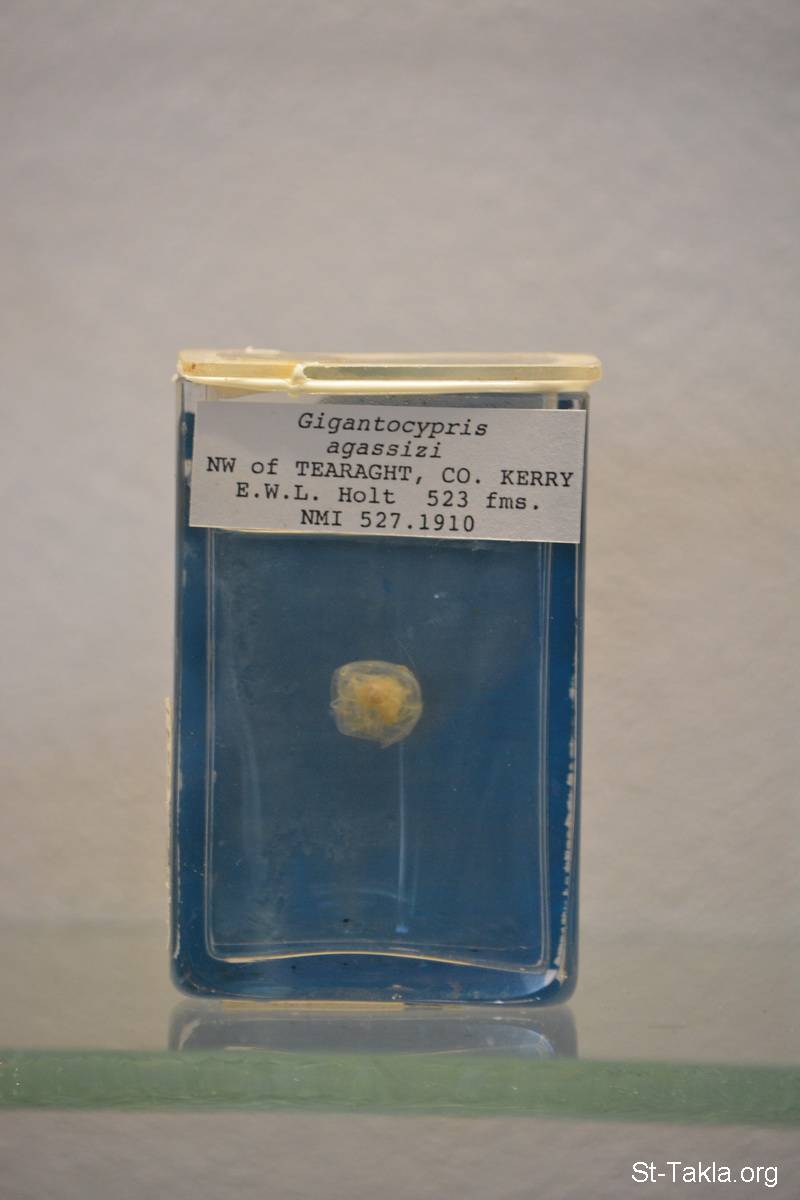 Gigantocypris
agassizi
NW of TEARAGHT, CO. KERRY
E.W.L. Holt 523 fms.
NMI 527.1910
St-Takla.org